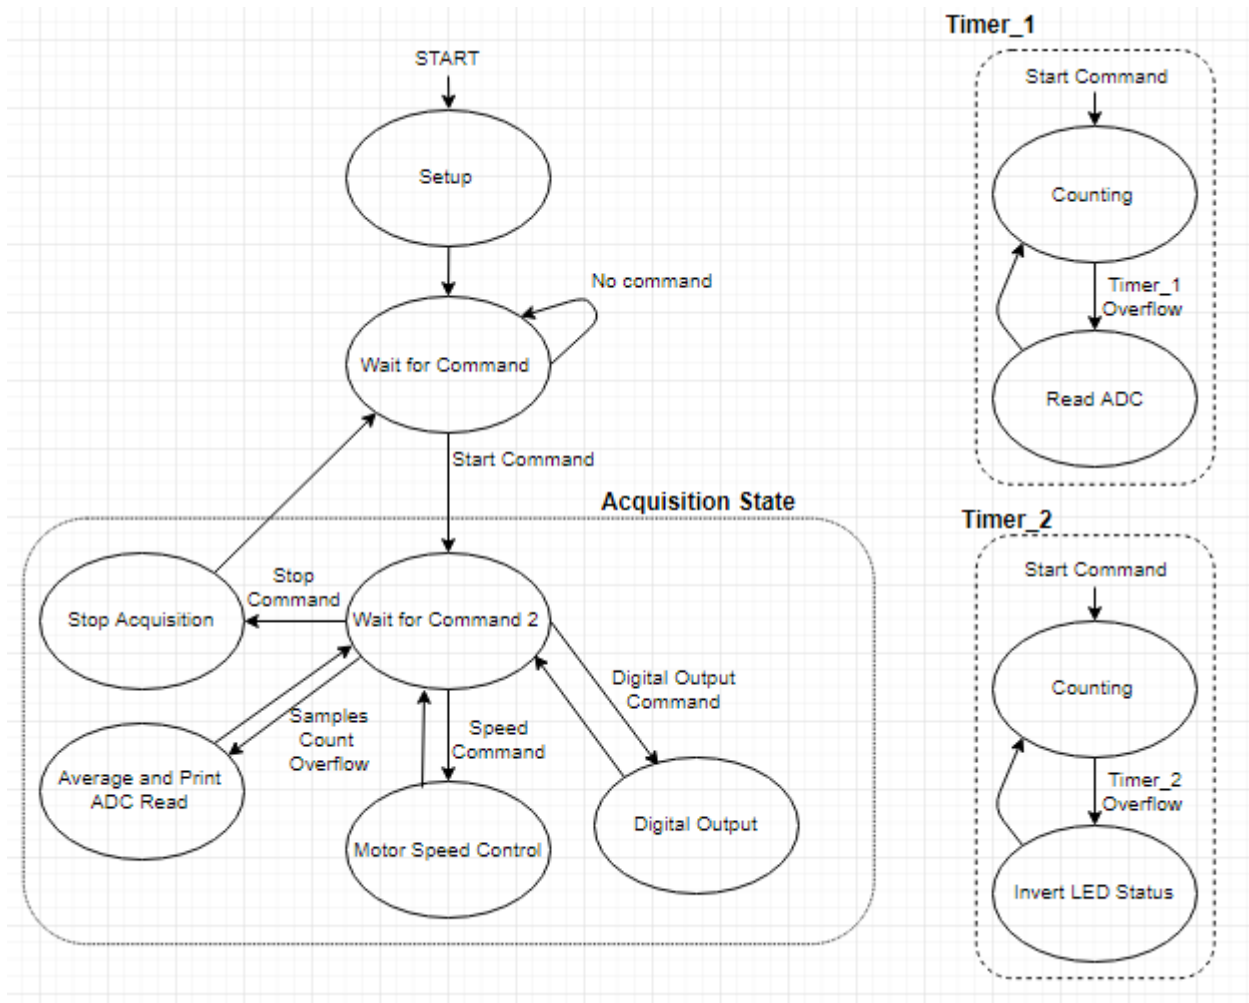 START
Setup
No command
Wait for Command
Start Command
Acquisition State
Stop
Command
Stop Acquisition
Wait for Command 2
Digital Output
Command
Samples
Count
Overflow
Speed
Command
Average and Print
ADC Read
Motor Speed Control
Digital Output
Timer_1
Start Command
Counting
Timer_1
Overflow
Read ADC
Timer_2
Start Command
Counting
Timer_2
Overflow
Invert LED Status